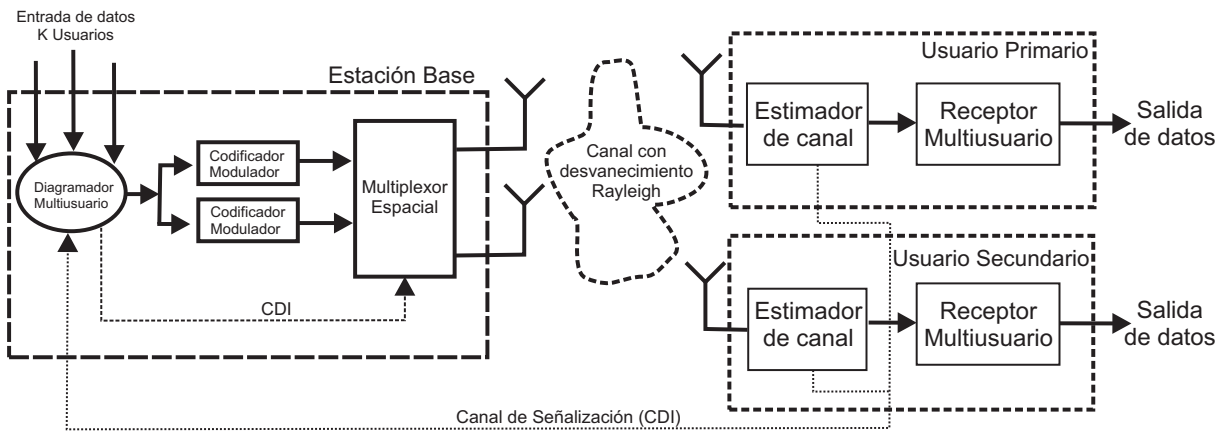 Entrada de datos
K Usuarios
Estación Base
Diagramador
Multiusuario
Codificador
Modulador
Codificador
Modulador
Multiplexor
Espacial
CDI
Canal con
desvanecimiento
Rayleigh
Usuario Primario
Estimador
de canal
Receptor
Multiusuario
Salida
de datos
Usuario Secundario
Estimador
de canal
Receptor
Multiusuario
Salida
de datos
Canal de Señalización (CDI)